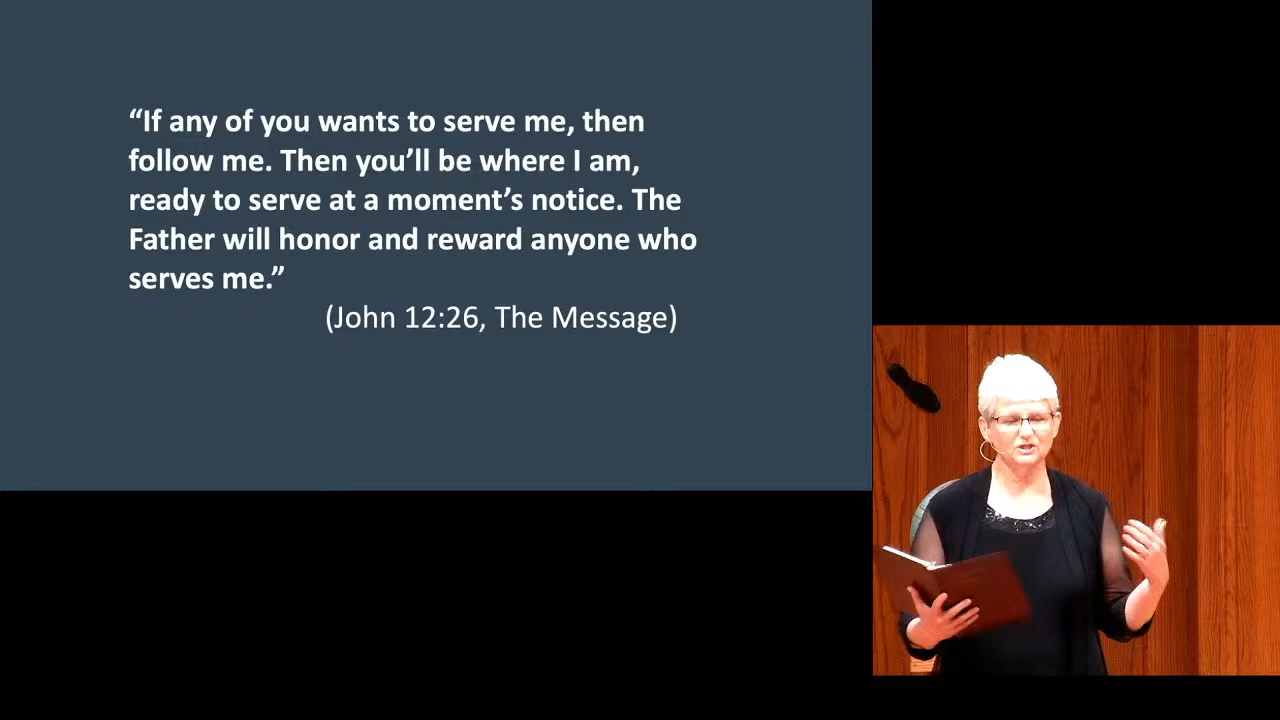 “If any of you wants to serve me, then
follow me. Then you’ll be where I am,
ready to serve at a moment’s notice. The
Father will honor and reward anyone who
serves me.”
(John 12:26, The Message)